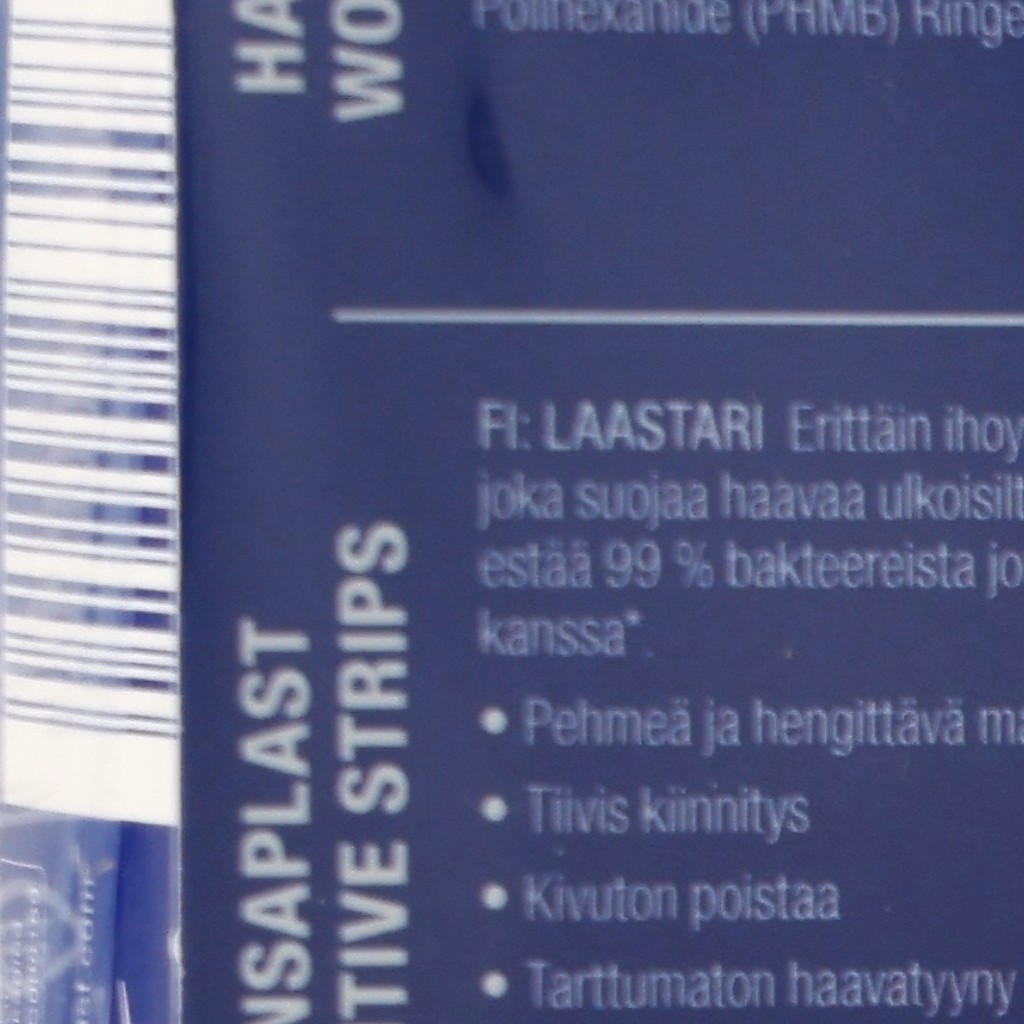 Polihexanide (PHMB) Ringe
HA
WO
FI: LAASTARI Erittäin ihoy
joka suojaa haavaa ulkoisilt
estää 99 % bakteereista jo
kanssa*.
• Pehmeä ja hengittävä ma
• Tiivis kiinnitys
• Kivuton poistaa
• Tarttumaton haavatyyny
NSAPLAST
TIVE STRIPS